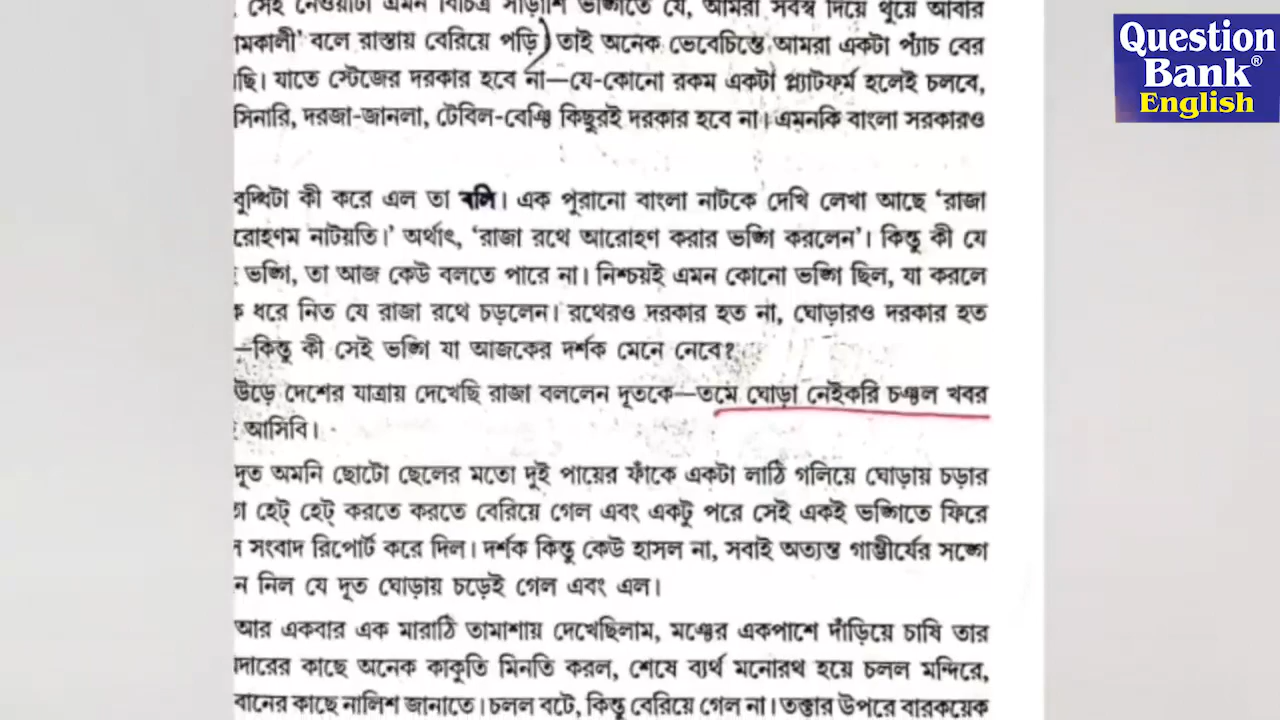 সেই নেওয়াটা এমন বিচিত্র সাঁড়াশি ভঙ্গিতে যে, আমরা সর্বস্ব দিয়ে থুয়ে আবার
মকালী' বলে রাস্তায় বেরিয়ে পড়ি) তাই অনেক ভেবেচিন্তে আমরা একটা প্যাঁচ বের
ছি। যাতে স্টেজের দরকার হবে না—যে-কোনো রকম একটা প্ল্যাটফর্ম হলেই চলবে,
সিনারি, দরজা-জানলা, টেবিল-বেঞ্চি কিছুরই দরকার হবে না। এমনকি বাংলা সরকারও
বুদ্ধিটা কী করে এল তা বলি। এক পুরানো বাংলা নাটকে দেখি লেখা আছে 'রাজা
রোহণম নাটয়তি।' অর্থাৎ, 'রাজা রথে আরোহণ করার ভঙ্গি করলেন'। কিন্তু কী যে
ভঙ্গি, তা আজ কেউ বলতে পারে না। নিশ্চয়ই এমন কোনো ভঙ্গি ছিল, যা করলে
ক ধরে নিত যে রাজা রথে চড়লেন। রথেরও দরকার হত না, ঘোড়ারও দরকার হত
—কিন্তু কী সেই ভঙ্গি যা আজকের দর্শক মেনে নেবে?
উড়ে দেশের যাত্রায় দেখেছি রাজা বললেন দূতকে—তমে ঘোড়া নেইকরি চঞ্চল খবর
আসিবি।
দূত অমনি ছোটো ছেলের মতো দুই পায়ের ফাঁকে একটা লাঠি গলিয়ে ঘোড়ায় চড়ার
হেট্ হেট্ করতে করতে বেরিয়ে গেল এবং একটু পরে সেই একই ভঙ্গিতে ফিরে
সংবাদ রিপোর্ট করে দিল। দর্শক কিন্তু কেউ হাসল না, সবাই অত্যন্ত গাম্ভীর্যের সঙ্গে
ন নিল যে দূত ঘোড়ায় চড়েই গেল এবং এল।
আর একবার এক মারাঠি তামাশায় দেখেছিলাম, মঞ্চের একপাশে দাঁড়িয়ে চাষি তার
দারের কাছে অনেক কাকুতি মিনতি করল, শেষে ব্যর্থ মনোরথ হয়ে চলল মন্দিরে,
বানের কাছে নালিশ জানাতে। চলল বটে, কিন্তু বেরিয়ে গেল না। তক্তার উপরে বারকয়েক
Question
Bank®
English